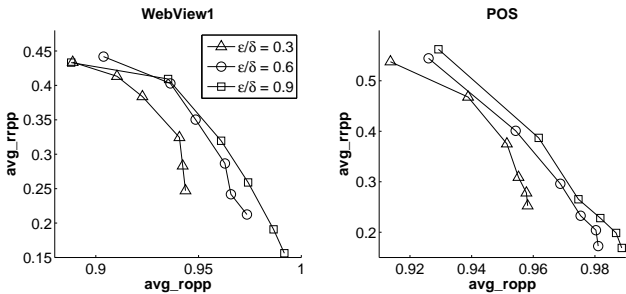 WebView1
POS
0.45
0.4
0.35
0.3
0.25
0.2
0.15
avg_rrpp
ε/δ = 0.3
ε/δ = 0.6
ε/δ = 0.9
0.9
0.95
1
avg_ropp
0.5
0.4
0.3
0.2
avg_rrpp
0.92
0.94
0.96
0.98
avg_ropp